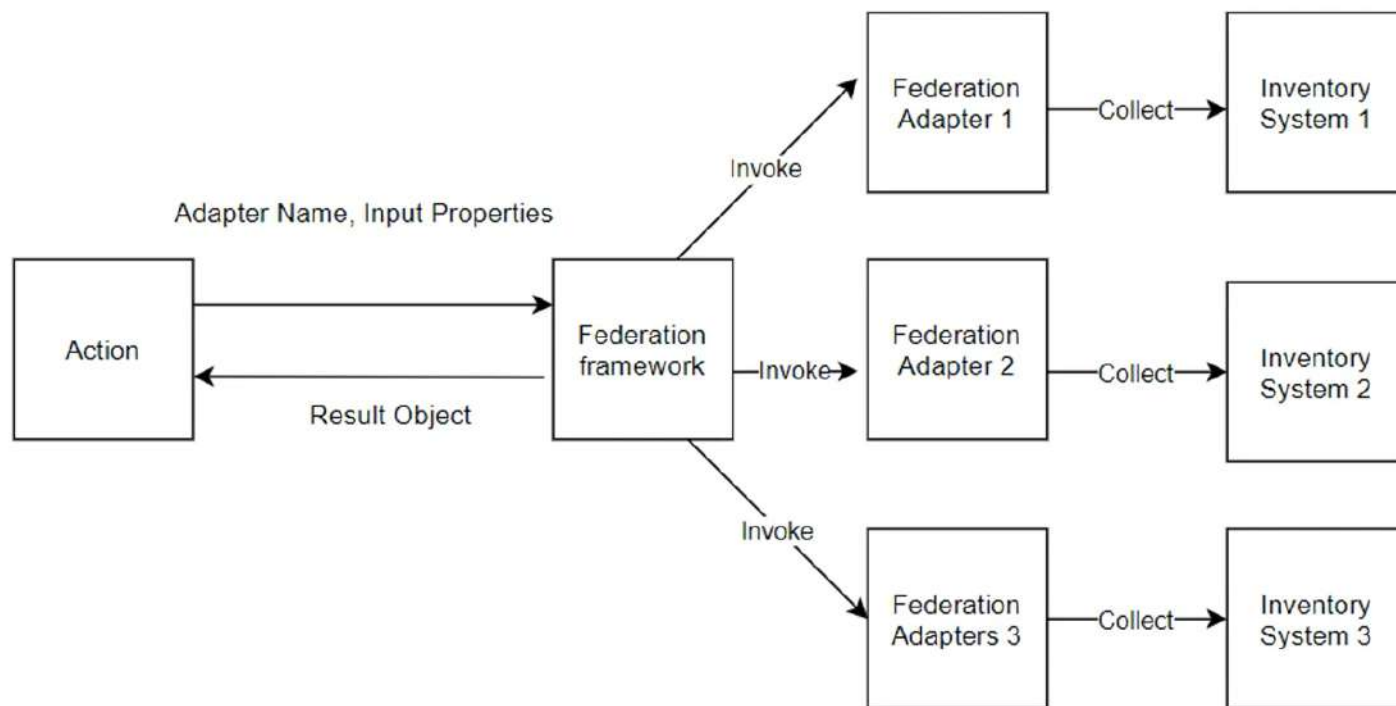 Federation
Adapter 1
Collect
Inventory
System 1
Invoke
Adapter Name, Input Properties
Action
Federation
framework
Invoke
Federation
Adapter 2
Collect
Inventory
System 2
Result Object
Invoke
Federation
Adapters 3
Collect
Inventory
System 3